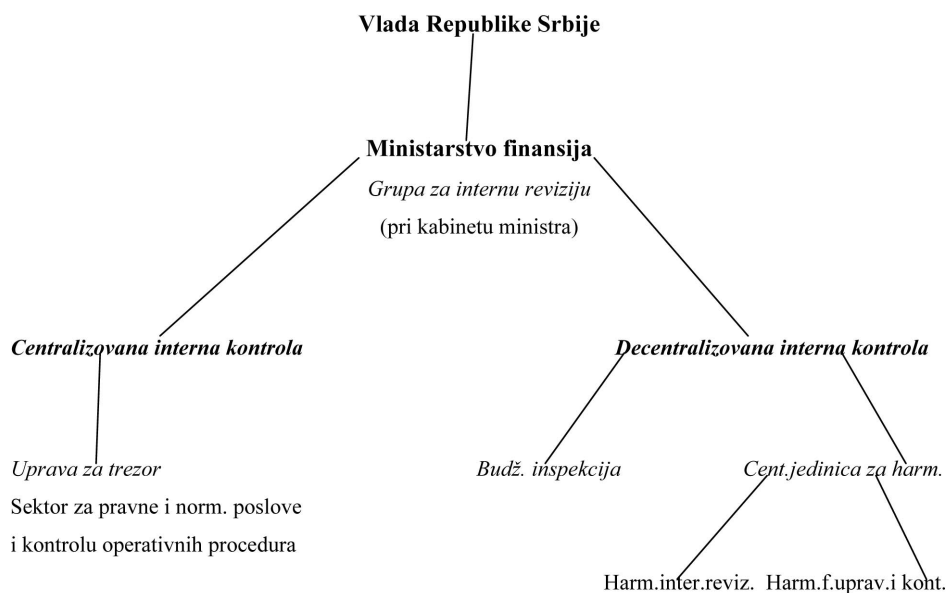 Vlada Republike Srbije
Ministarstvo finansija
Grupa za internu reviziju
(pri kabinetu ministra)
Centralizovana interna kontrola
Decentralizovana interna kontrola
Uprava za trezor
Budž. inspekcija
Cent.jedinica za harm.
Sektor za pravne i norm. poslove
i kontrolu operativnih procedura
Harm.inter.reviz.
Harm.f.uprav.i kont.